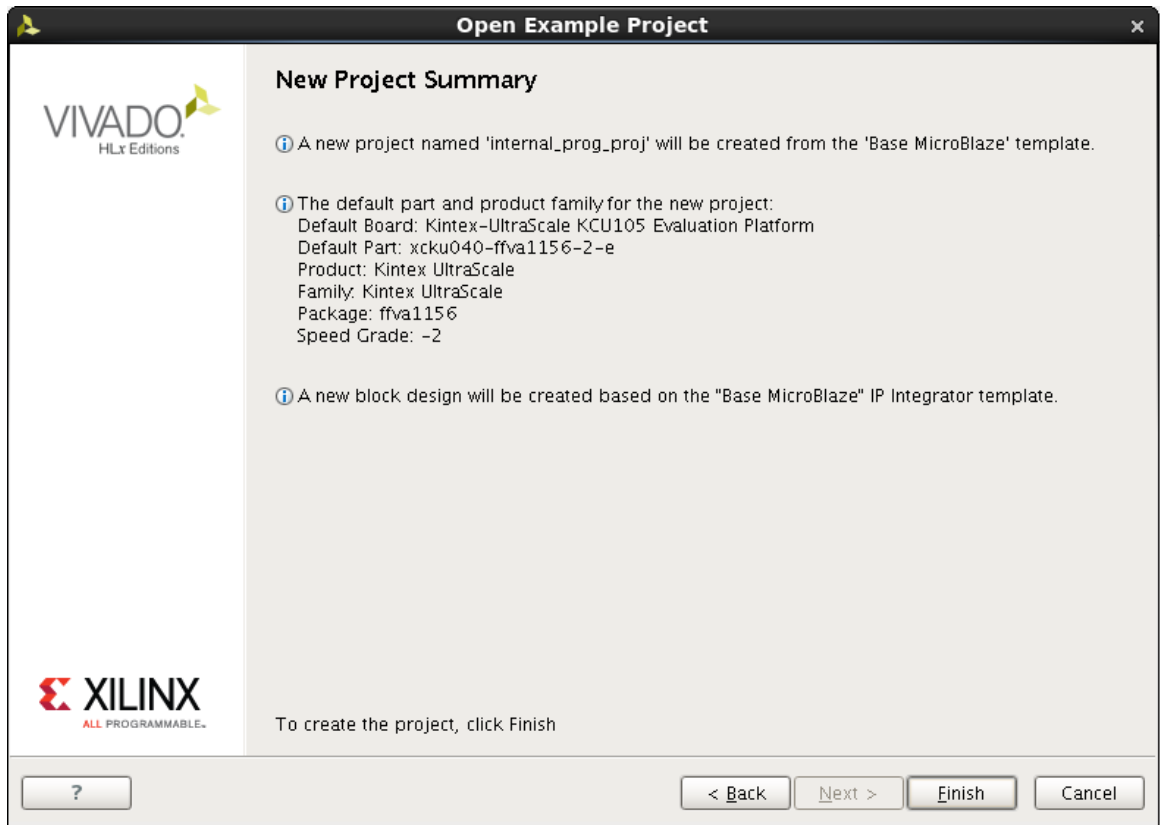 Open Example Project
×
VIVADO.
HLx Editions
New Project Summary
A new project named 'internal_prog_proj' will be created from the 'Base MicroBlaze' template.
The default part and product family for the new project:
Default Board: Kintex-UltraScale KCU105 Evaluation Platform
Default Part: xcku040-ffva1156-2-e
Product: Kintex UltraScale
Family: Kintex UltraScale
Package: ffva1156
Speed Grade: -2
A new block design will be created based on the "Base MicroBlaze" IP Integrator template.
XILINX
ALL PROGRAMMABLE™
To create the project, click Finish
?
< Back
Next >
Finish
Cancel